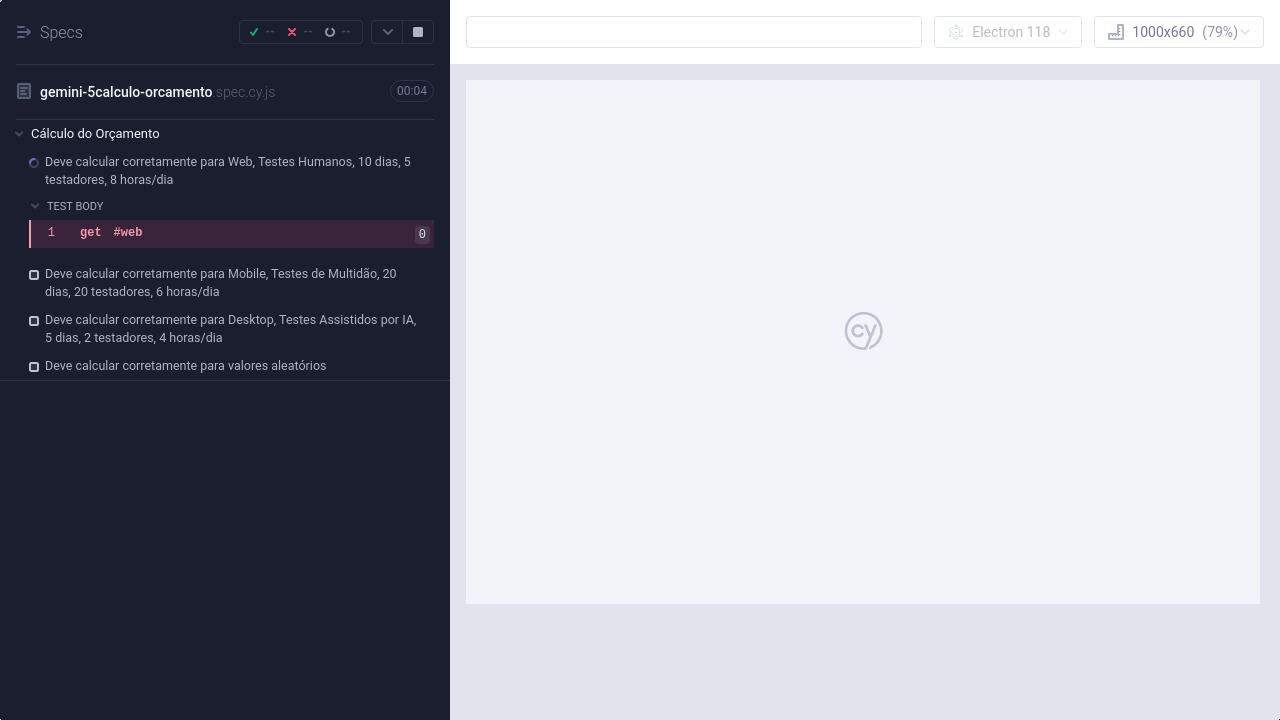 Specs
--
--
--
gemini-5calculo-orcamento.spec.cy.js
00:04
Cálculo do Orçamento
Deve calcular corretamente para Web, Testes Humanos, 10 dias, 5
testadores, 8 horas/dia
TEST BODY
1 get #web 0
Deve calcular corretamente para Mobile, Testes de Multidão, 20
dias, 20 testadores, 6 horas/dia
Deve calcular corretamente para Desktop, Testes Assistidos por IA,
5 dias, 2 testadores, 4 horas/dia
Deve calcular corretamente para valores aleatórios
Electron 118
1000x660 (79%)
cy